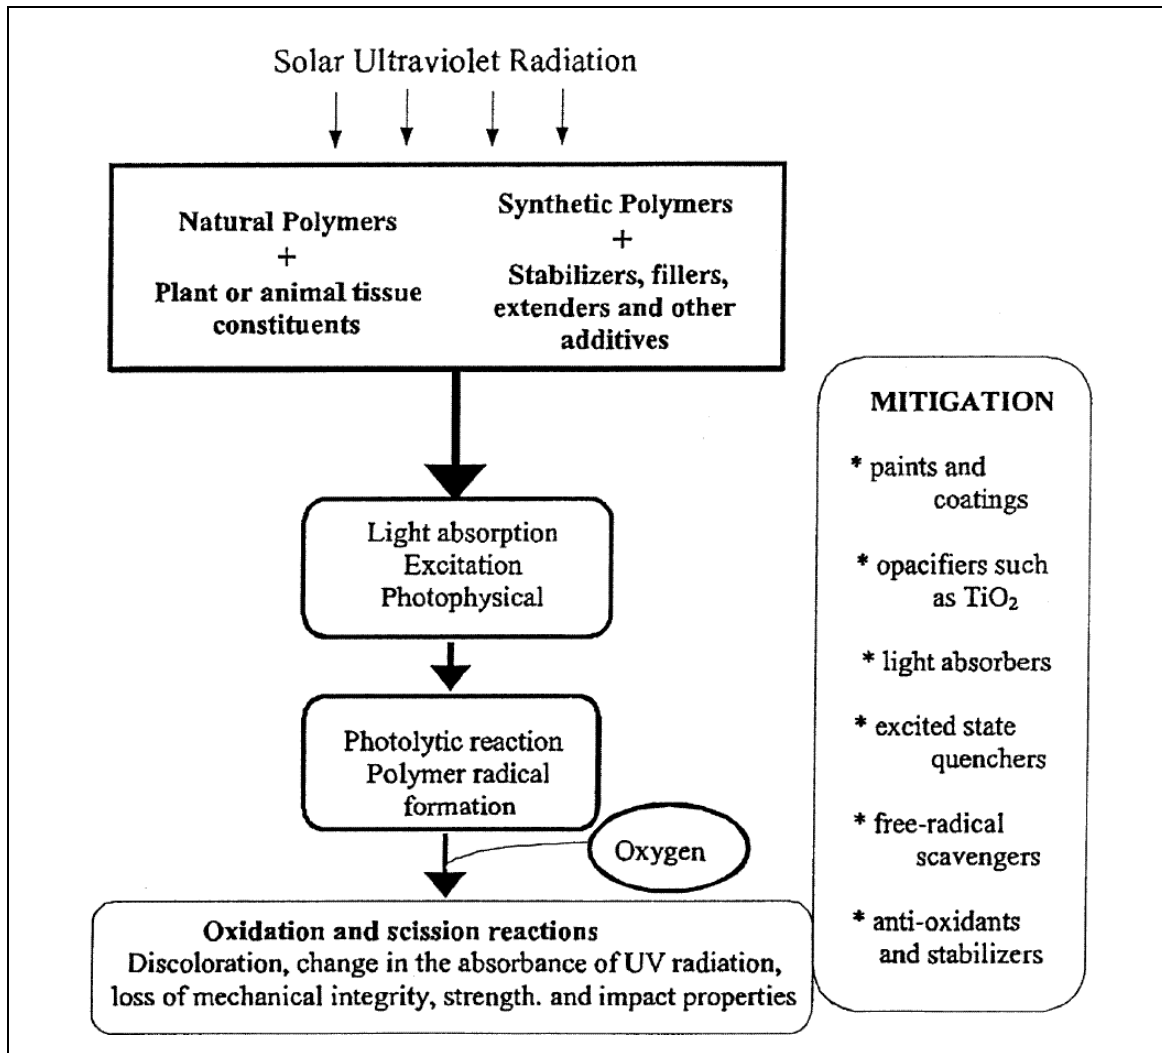 Solar Ultraviolet Radiation
Natural Polymers
+
Plant or animal tissue
constituents
Synthetic Polymers
+
Stabilizers, fillers,
extenders and other
additives
Light absorption
Excitation
Photophysical
Photolytic reaction
Polymer radical
formation
Oxygen
Oxidation and scission reactions
Discoloration, change in the absorbance of UV radiation,
loss of mechanical integrity, strength. and impact properties
MITIGATION
* paints and
coatings
* opacifiers such
as TiO₂
* light absorbers
* excited state
quenchers
* free-radical
scavengers
* anti-oxidants
and stabilizers